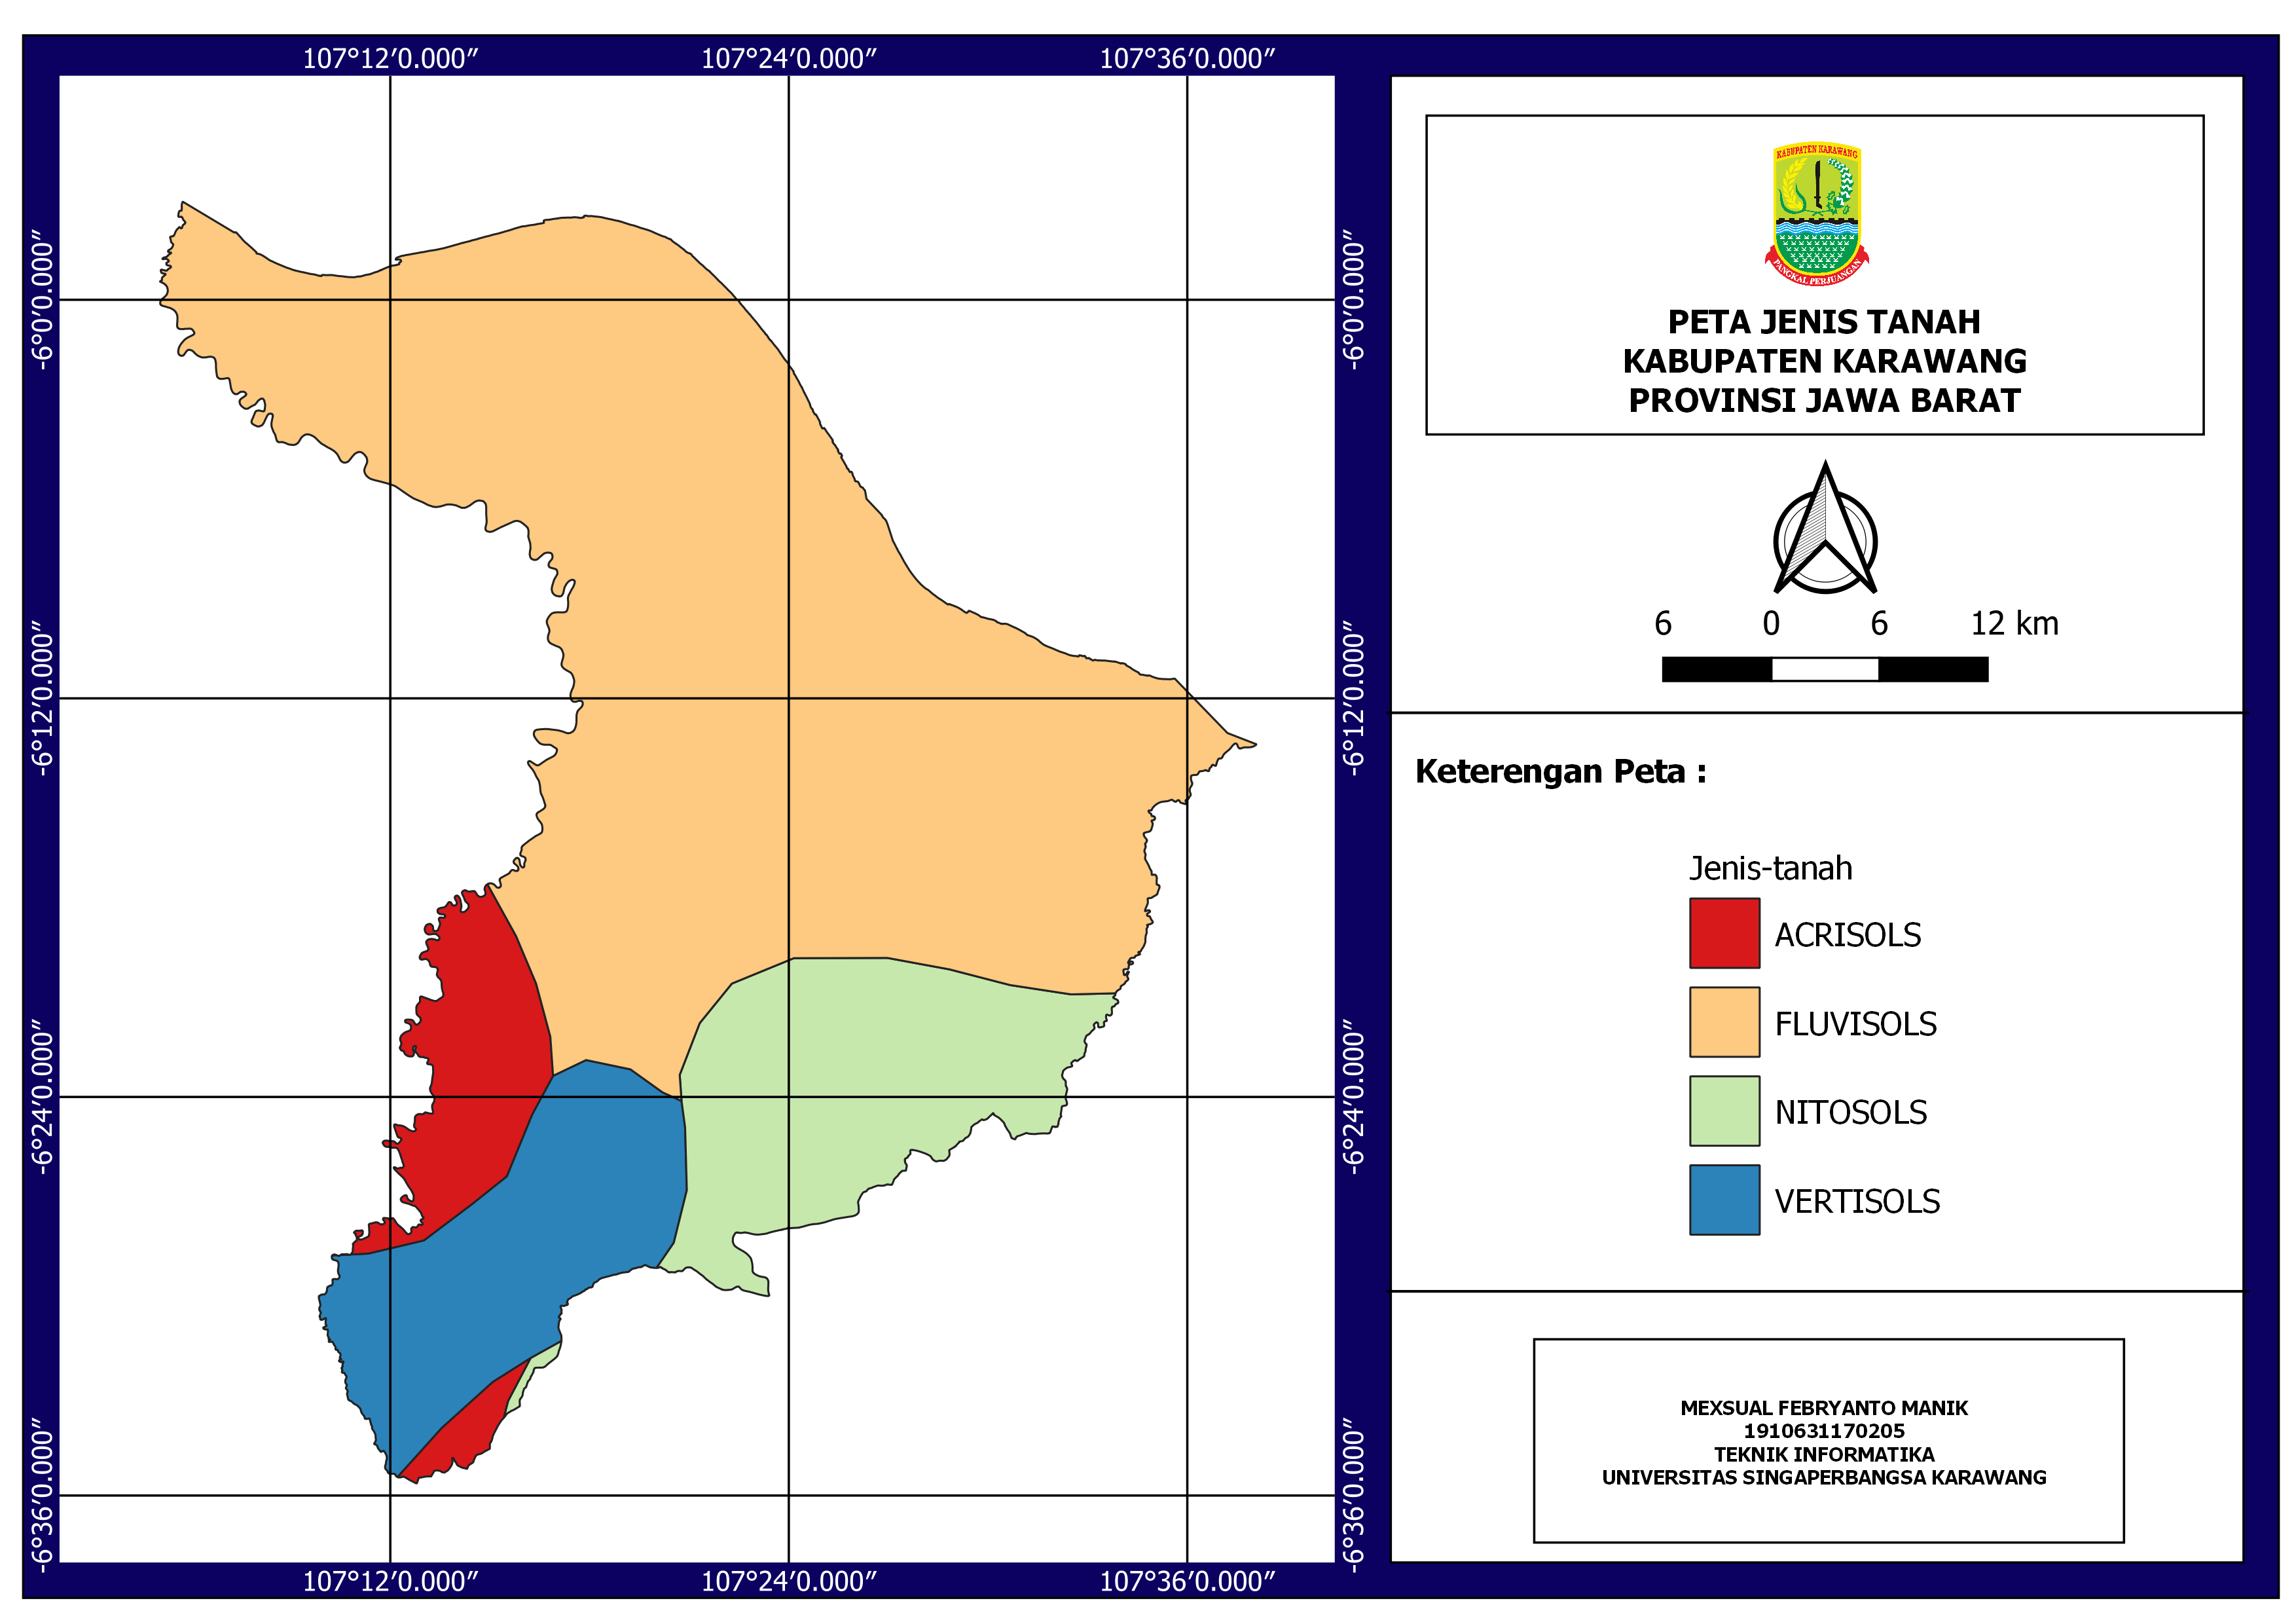 107°12′0.000″ 107°24′0.000″ 107°36′0.000″
-6°0′0.000″ -6°0′0.000″
-6°12′0.000″ -6°12′0.000″
-6°24′0.000″ -6°24′0.000″
-6°36′0.000″ -6°36′0.000″
107°12′0.000″ 107°24′0.000″ 107°36′0.000″
KABUPATEN KARAWANG
PANGKAL PERJUANGAN
PETA JENIS TANAH
KABUPATEN KARAWANG
PROVINSI JAWA BARAT
6 0 6 12 km
Keterengan Peta :
Jenis-tanah
ACRISOLS
FLUVISOLS
NITOSOLS
VERTISOLS
MEXSUAL FEBRYANTO MANIK
1910631170205
TEKNIK INFORMATIKA
UNIVERSITAS SINGAPERBANGSA KARAWANG